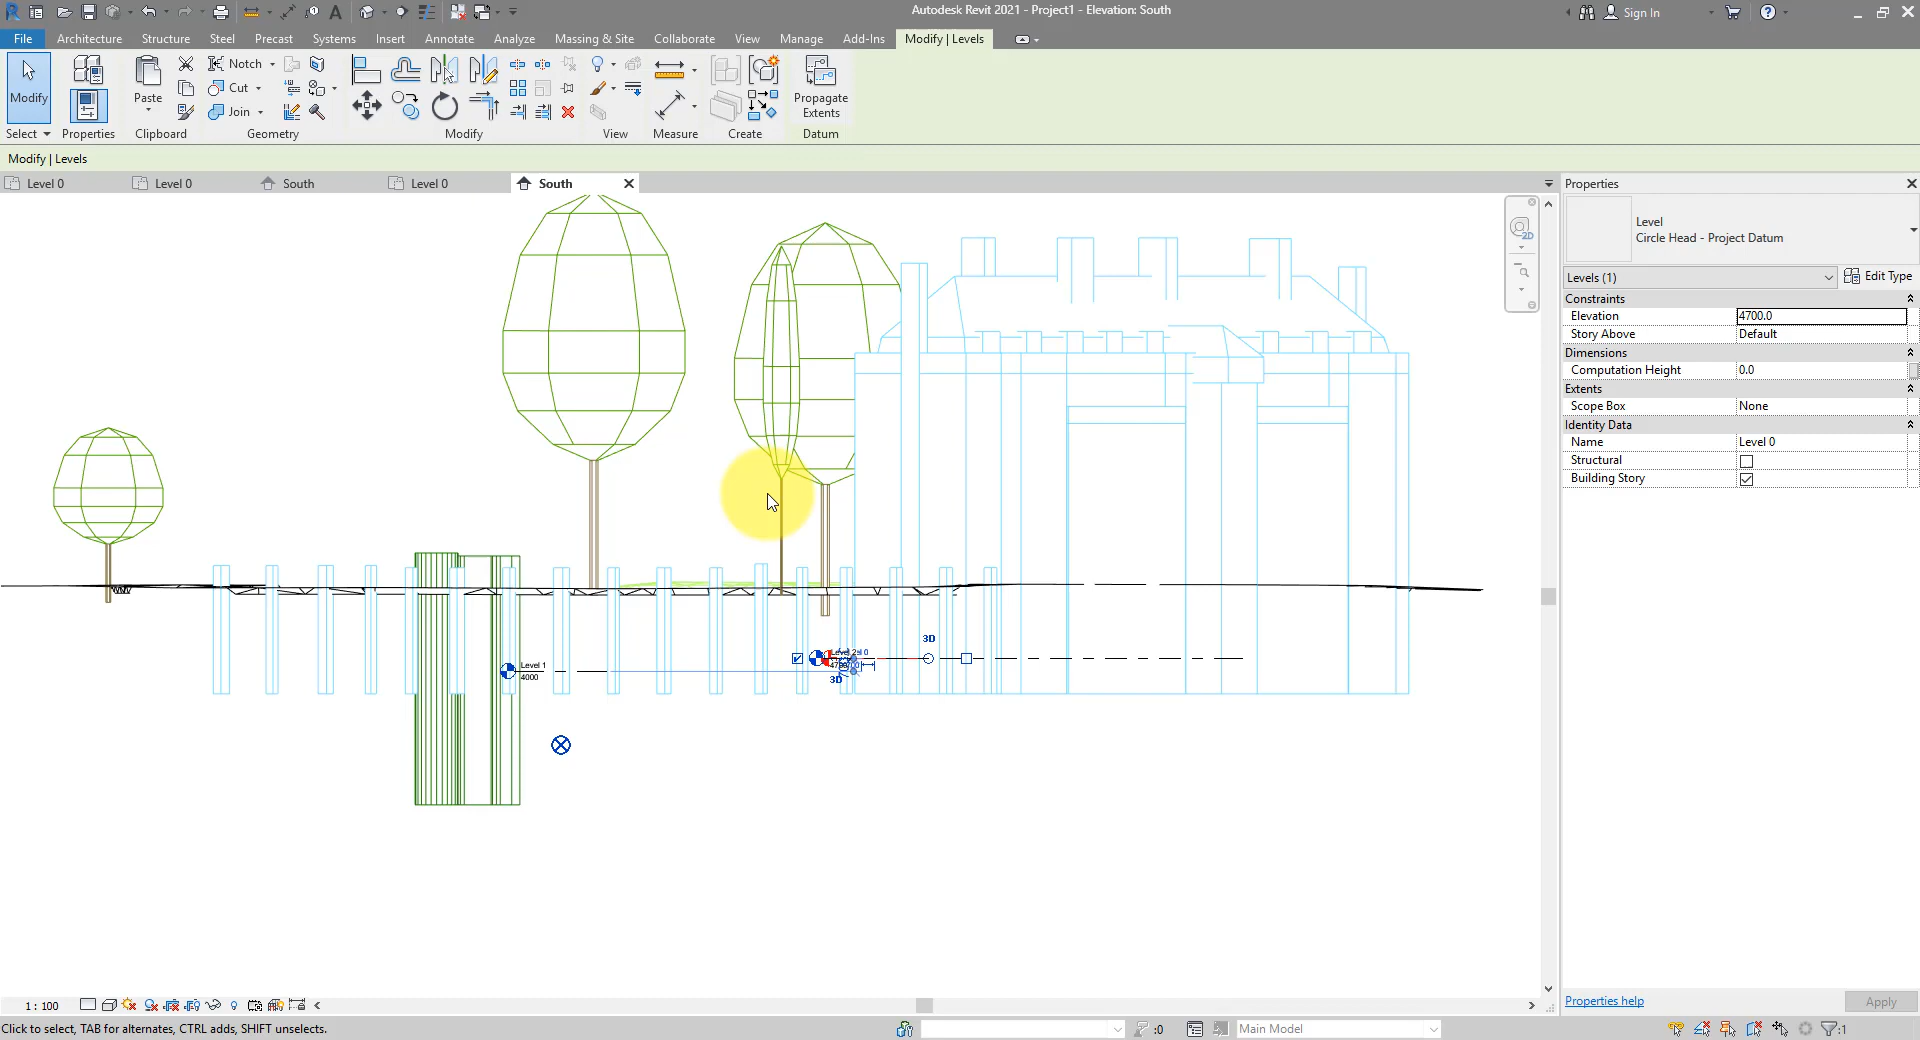 Autodesk Revit 2021 - Project1 - Elevation: South
Sign In
File Architecture Structure Steel Precast Systems Insert Annotate Analyze Massing & Site Collaborate View Manage Add-Ins Modify | Levels
Modify
Paste
Notch
Cut
Join
Propagate
Extents
Select Properties Clipboard Geometry Modify View Measure Create Datum
Modify | Levels
Level 0
Level 0
South
Level 0
South
Properties
Level
Circle Head - Project Datum
Levels (1)
Edit Type
Constraints
Elevation 4700.0
Story Above Default
Dimensions
Computation Height 0.0
Extents
Scope Box None
Identity Data
Name Level 0
Structural
Building Story
2D
3D
Level 1
4000
3D
1 : 100
Properties help
Apply
Click to select, TAB for alternates, CTRL adds, SHIFT unselects.
:0
Main Model
:1